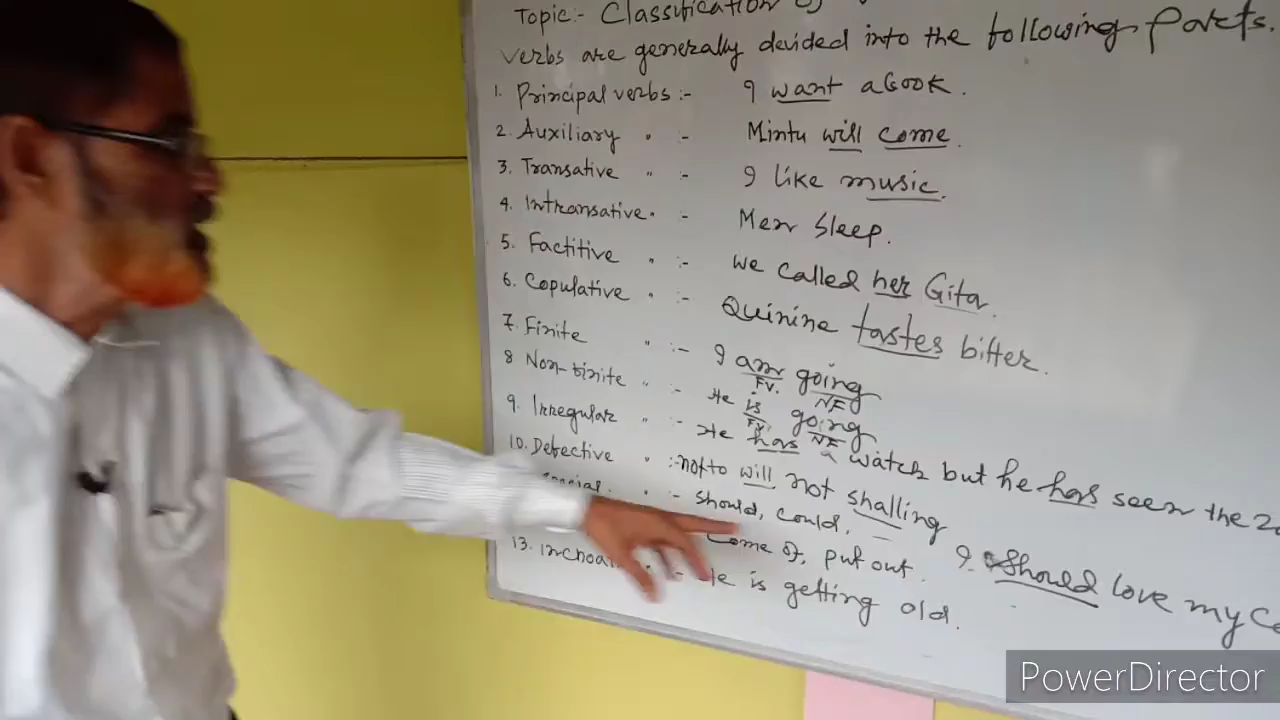 Topic:- Classification of
verbs are generally devided into the following Parts.
1. Principal verbs :- I want a book.
2. Auxiliary " :- Mintu will come.
3. Transative " :- I like music.
4. Intransative " :- Men sleep.
5. Factitive " :- we called her Gita.
6. Copulative " :- Quinine tastes bitter.
7. Finite " :- I am going
FV. NF
8 Non-finite " :- He is going
FV. NF
9. Irregular " :- He has a watch but he has seen the
10. Defective " :- not to will not shalling
" :- should, could. I should love my
come of, put out.
13. :- He is getting old.
PowerDirector